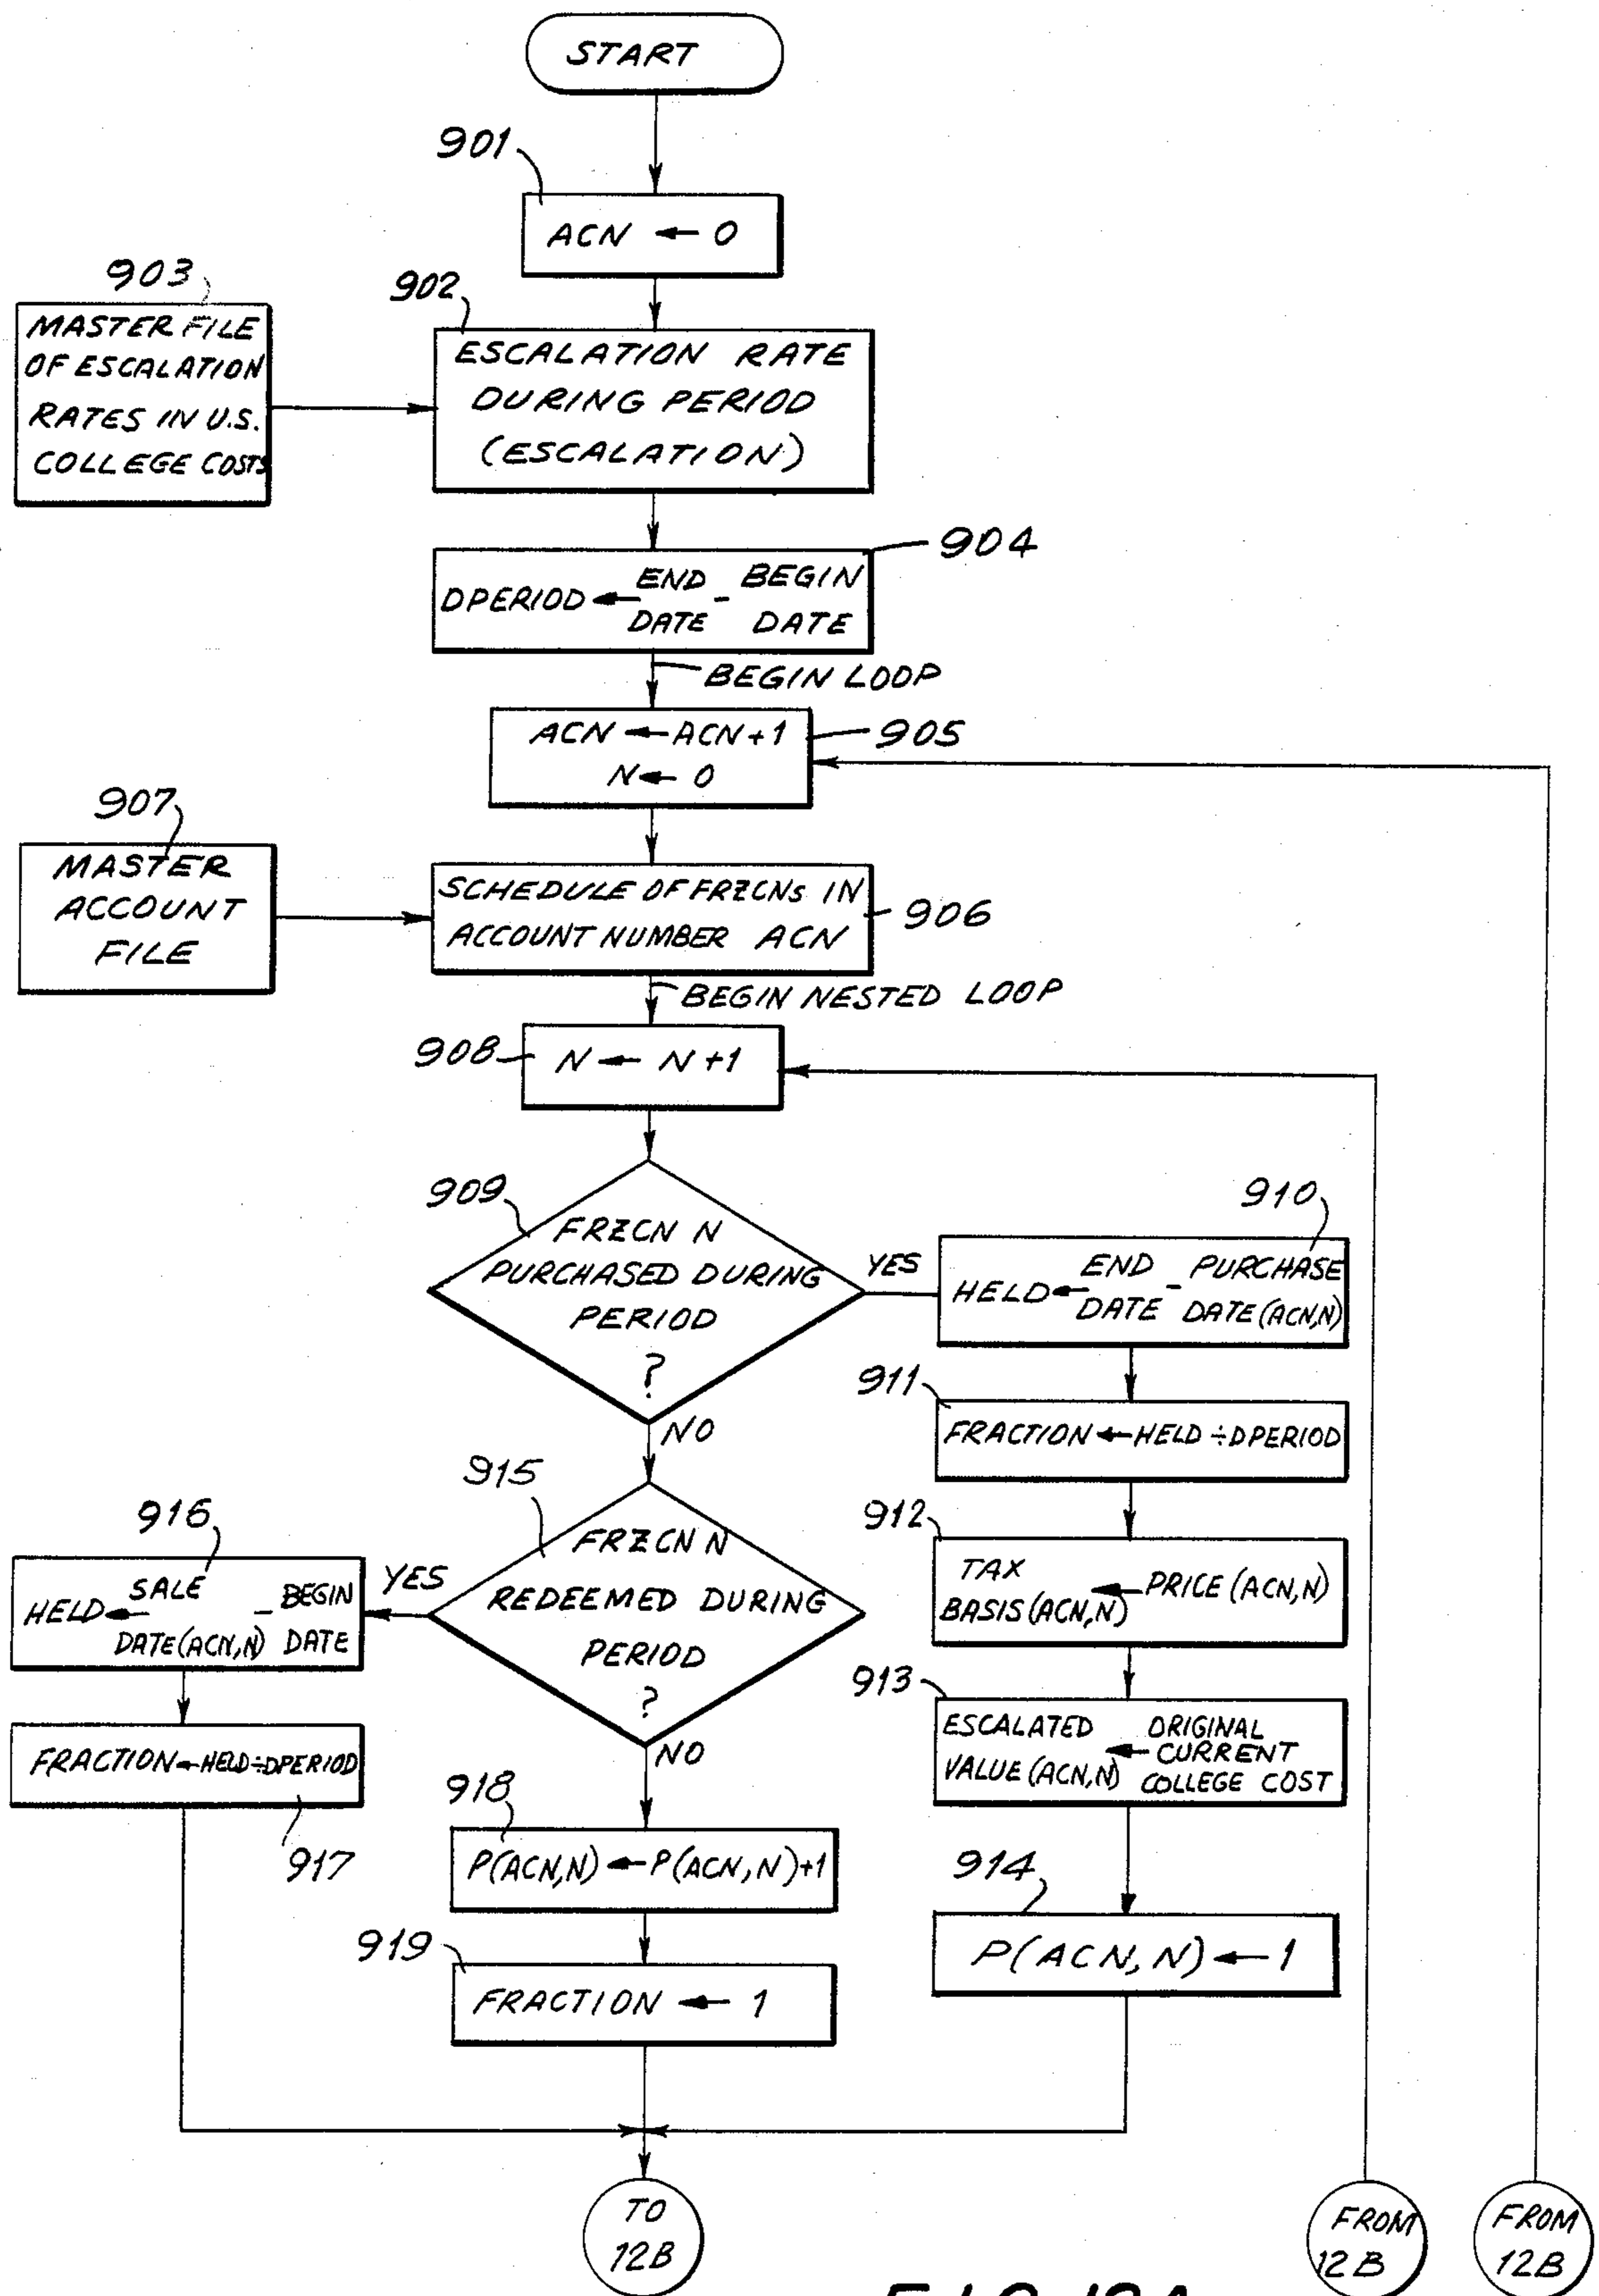 START
901
ACN ← 0
903
MASTER FILE
OF ESCALATION
RATES IN U.S.
COLLEGE COSTS
902
ESCALATION RATE
DURING PERIOD
(ESCALATION)
904
DPERIOD ← END DATE - BEGIN DATE
BEGIN LOOP
ACN ← ACN+1
N ← 0
905
907
MASTER
ACCOUNT
FILE
SCHEDULE OF FRZCNs IN
ACCOUNT NUMBER ACN
906
BEGIN NESTED LOOP
908
N ← N+1
909
FRZCN N
PURCHASED DURING
PERIOD
?
YES
NO
910
HELD ← END DATE - PURCHASE DATE (ACN,N)
911
FRACTION ← HELD ÷ DPERIOD
912
TAX
BASIS (ACN,N) ← PRICE (ACN,N)
913
ESCALATED VALUE (ACN,N) ← ORIGINAL CURRENT COLLEGE COST
914
P(ACN,N) ← 1
915
FRZCN N
REDEEMED DURING
PERIOD
?
YES
NO
916
HELD ← SALE DATE (ACN,N) - BEGIN DATE
FRACTION ← HELD ÷ DPERIOD
917
918
P(ACN,N) ← P(ACN,N)+1
919
FRACTION ← 1
TO
12B
FROM
12B
FROM
12B